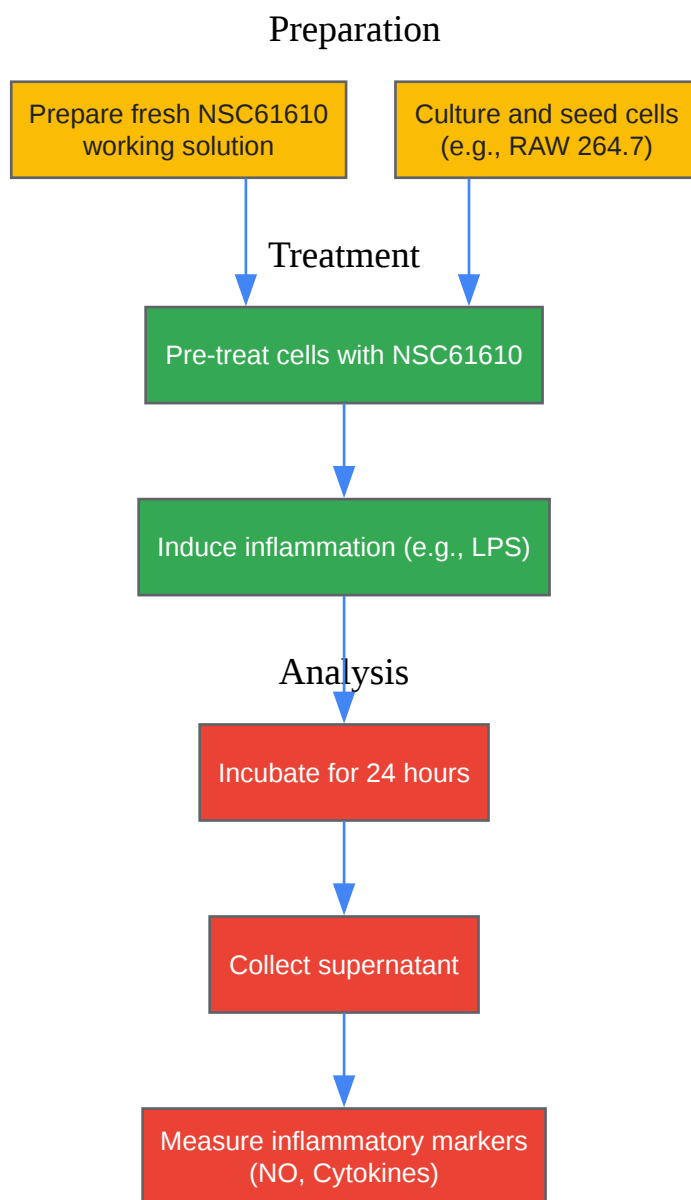 Preparation
Prepare fresh NSC61610
working solution
Culture and seed cells
(e.g., RAW 264.7)
Treatment
Pre-treat cells with NSC61610
Induce inflammation (e.g., LPS)
Analysis
Incubate for 24 hours
Collect supernatant
Measure inflammatory markers
(NO, Cytokines)